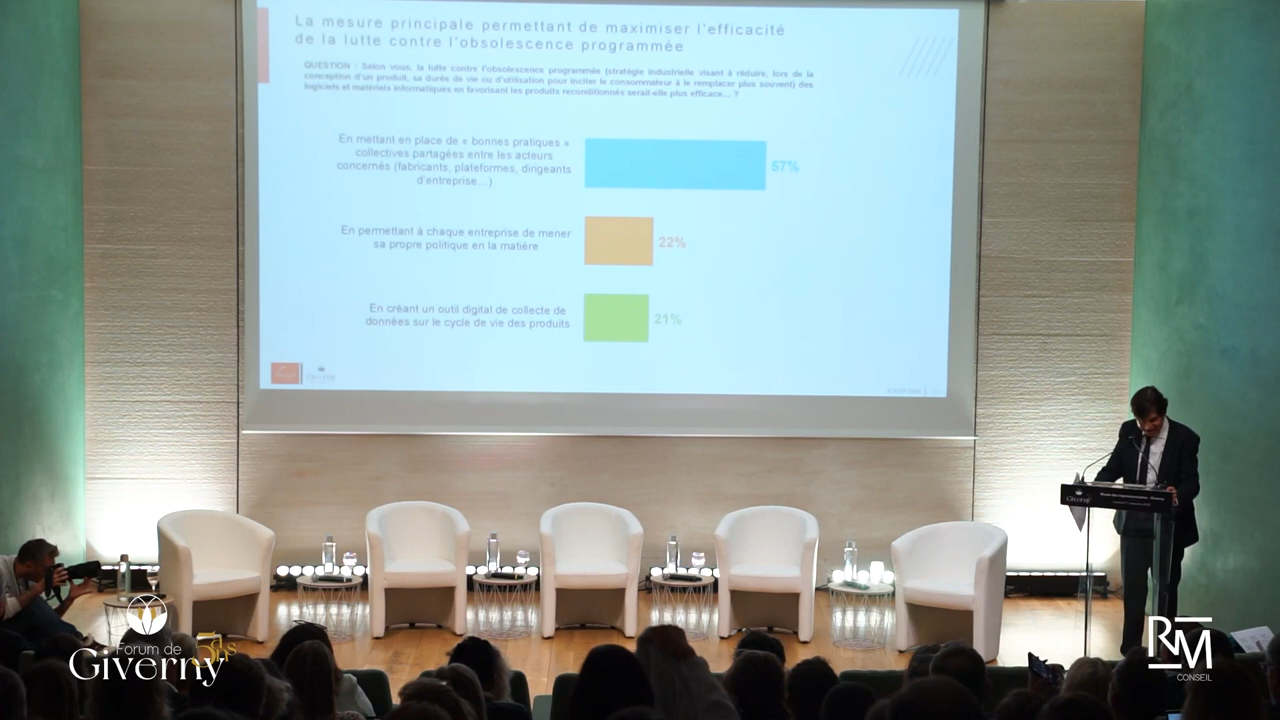 La mesure principale permettant de maximiser l'efficacité
de la lutte contre l'obsolescence programmée
QUESTION : Selon vous, la lutte contre l'obsolescence programmée (stratégie industrielle visant à réduire, lors de la
conception d'un produit, sa durée de vie ou d'utilisation pour inciter le consommateur à le remplacer plus souvent) des
logiciels et matériels informatiques en favorisant les produits reconditionnés serait-elle plus efficace... ?
En mettant en place de « bonnes pratiques »
collectives partagées entre les acteurs
concernés (fabricants, plateformes, dirigeants
d'entreprise…)
57%
En permettant à chaque entreprise de mener
sa propre politique en la matière
22%
En créant un outil digital de collecte de
données sur le cycle de vie des produits
21%
Forum de
Giverny
5ans
RM
CONSEIL